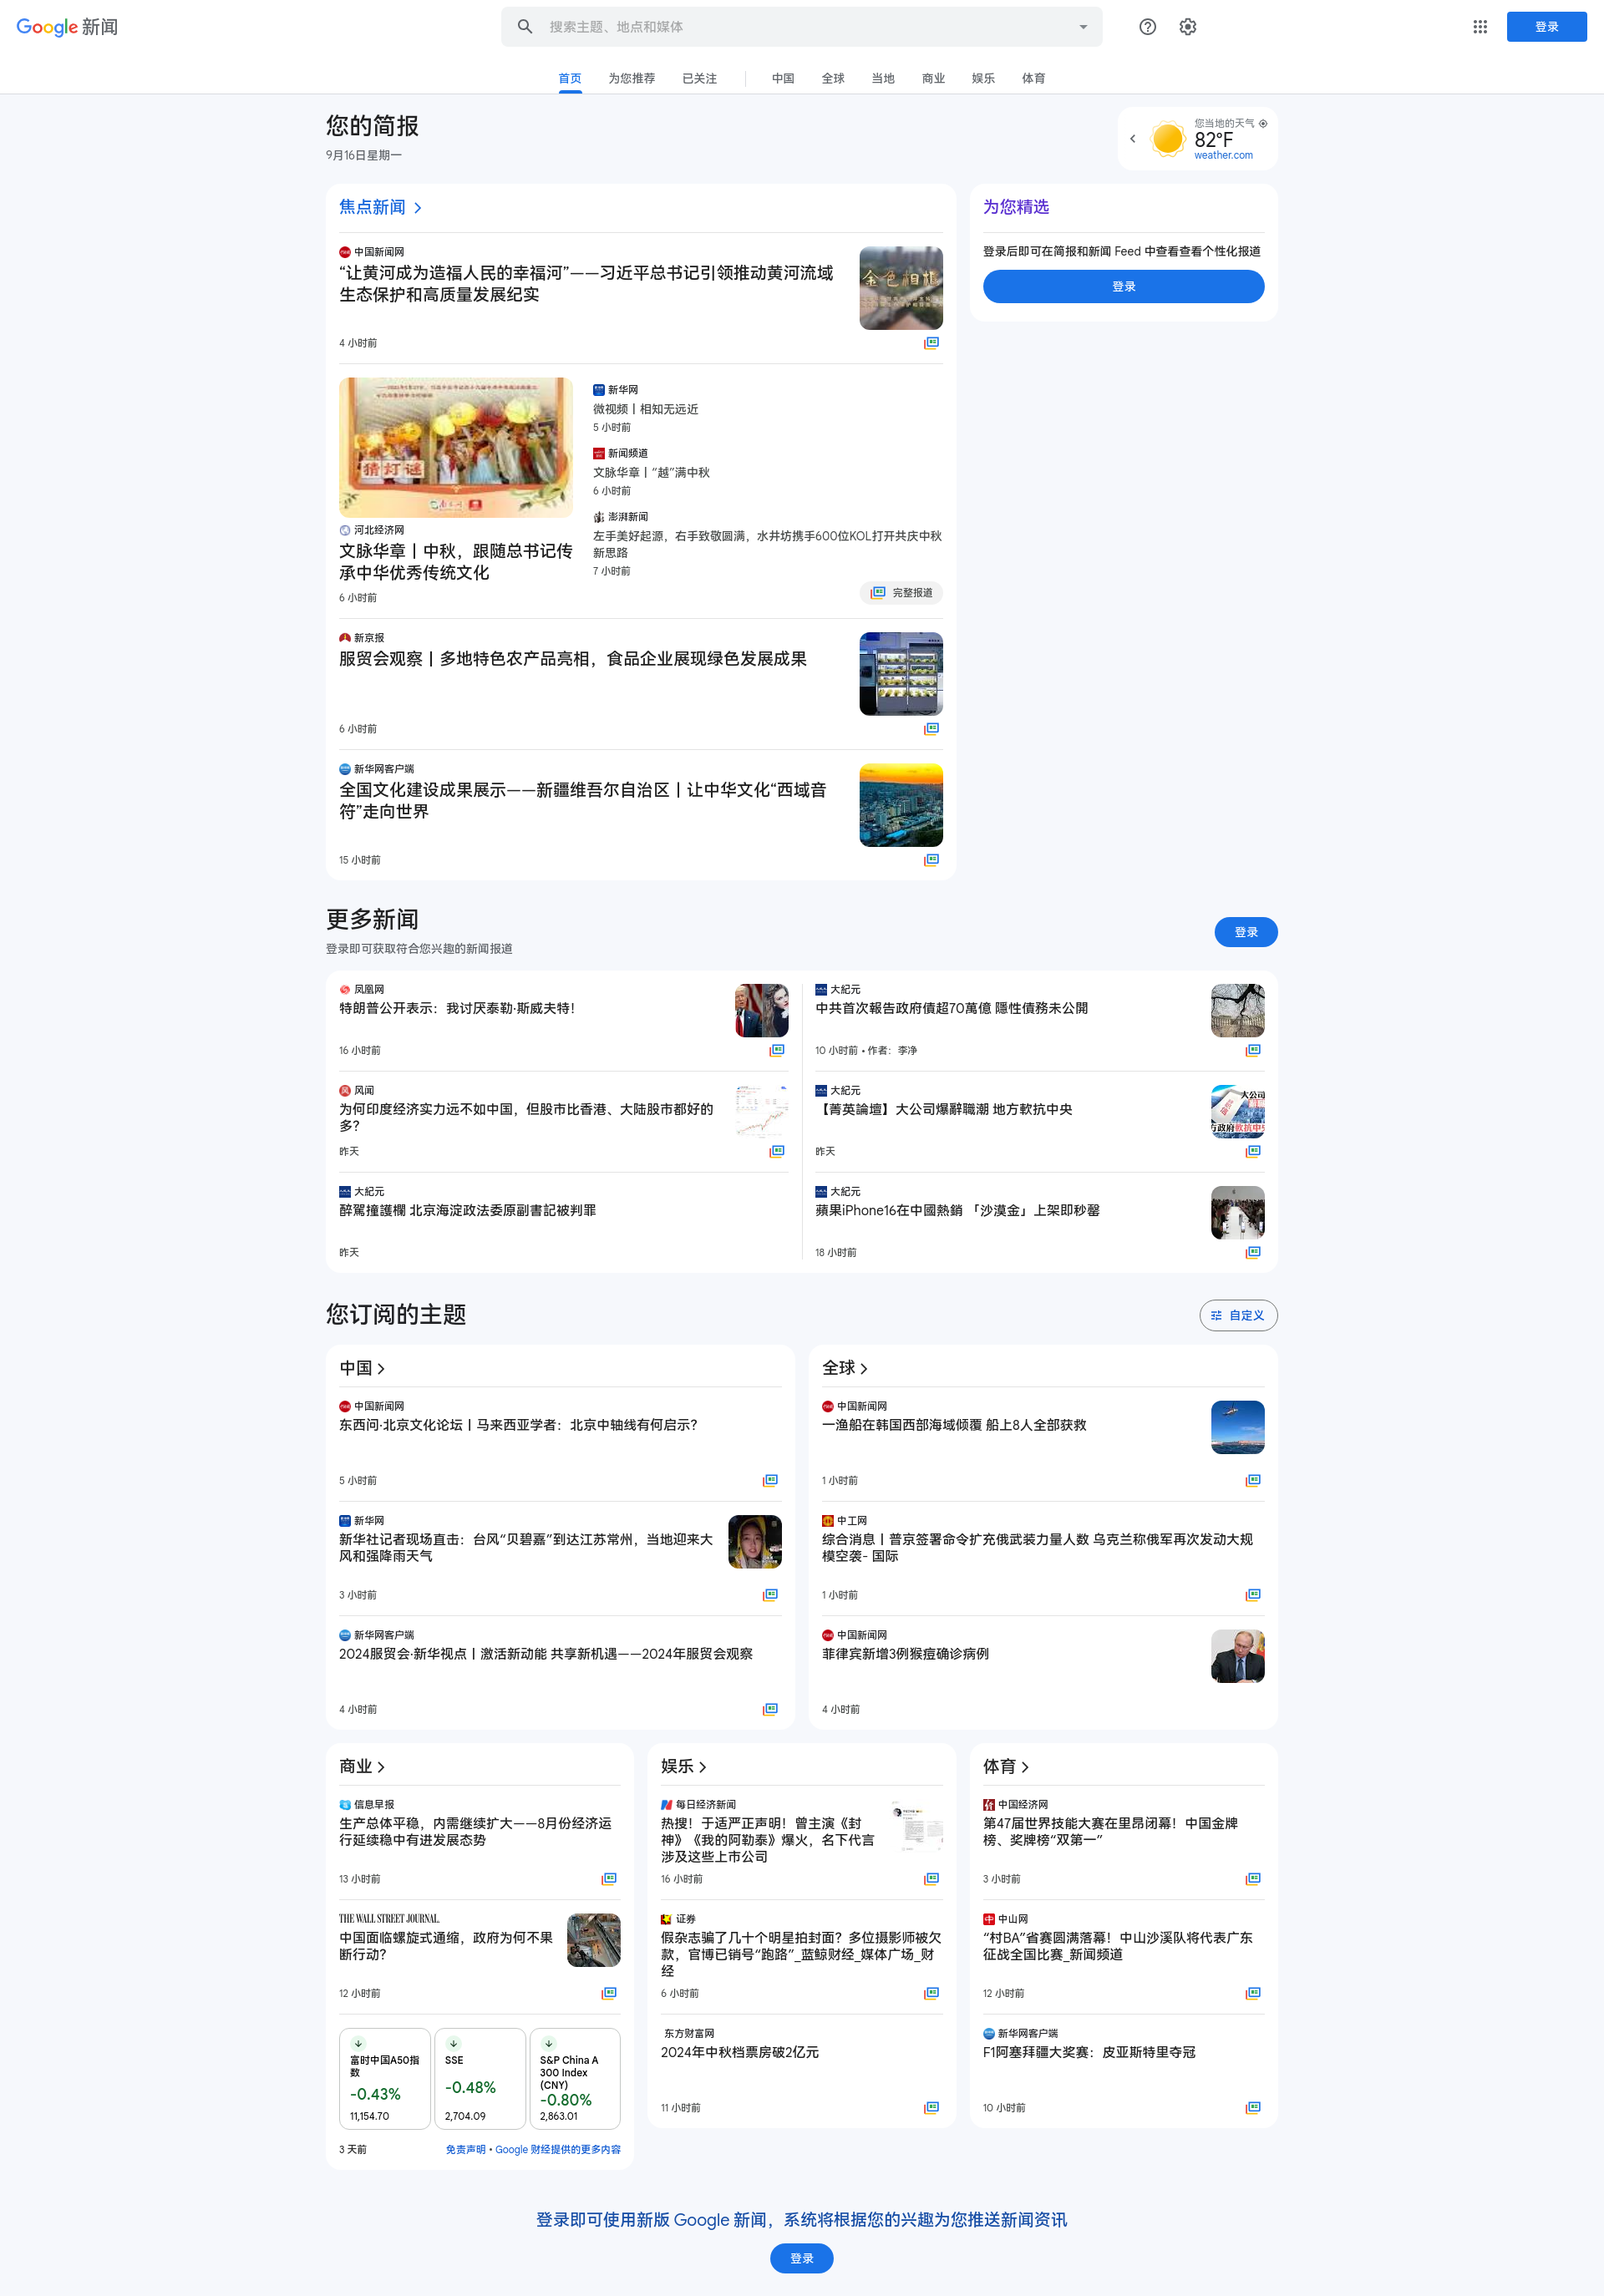 Google 新闻
搜索主题、地点和媒体
登录
首页
为您推荐
已关注
中国
全球
当地
商业
娱乐
体育
您的简报
9月16日星期一
您当地的天气
82°F
weather.com
焦点新闻
中国新闻网
“让黄河成为造福人民的幸福河”——习近平总书记引领推动黄河流域
生态保护和高质量发展纪实
4 小时前
金色相框
猜灯谜
河北经济网
文脉华章丨中秋，跟随总书记传
承中华优秀传统文化
6 小时前
新华网
微视频丨相知无远近
5 小时前
新闻频道
文脉华章丨“越”满中秋
6 小时前
澎湃新闻
左手美好起源，右手致敬圆满，水井坊携手600位KOL打开共庆中秋
新思路
7 小时前
完整报道
新京报
服贸会观察丨多地特色农产品亮相，食品企业展现绿色发展成果
6 小时前
新华网客户端
全国文化建设成果展示——新疆维吾尔自治区丨让中华文化“西域音
符”走向世界
15 小时前
为您精选
登录后即可在简报和新闻 Feed 中查看查看个性化报道
登录
更多新闻
登录即可获取符合您兴趣的新闻报道
登录
凤凰网
特朗普公开表示：我讨厌泰勒·斯威夫特！
16 小时前
风闻
为何印度经济实力远不如中国，但股市比香港、大陆股市都好的
多？
昨天
大紀元
醉駕撞護欄 北京海淀政法委原副書記被判罪
昨天
大紀元
中共首次報告政府債超70萬億 隱性債務未公開
10 小时前 • 作者：李净
大紀元
【菁英論壇】大公司爆辭職潮 地方軟抗中央
昨天
大公司
方政府軟抗中央
大紀元
蘋果iPhone16在中國熱銷 「沙漠金」上架即秒罄
18 小时前
您订阅的主题
自定义
中国
中国新闻网
东西问·北京文化论坛丨马来西亚学者：北京中轴线有何启示？
5 小时前
新华网
新华社记者现场直击：台风“贝碧嘉”到达江苏常州，当地迎来大
风和强降雨天气
3 小时前
新华网客户端
2024服贸会·新华视点丨激活新动能 共享新机遇——2024年服贸会观察
4 小时前
全球
中国新闻网
一渔船在韩国西部海域倾覆 船上8人全部获救
1 小时前
中工网
综合消息丨普京签署命令扩充俄武装力量人数 乌克兰称俄军再次发动大规
模空袭- 国际
1 小时前
中国新闻网
菲律宾新增3例猴痘确诊病例
4 小时前
商业
信息早报
生产总体平稳，内需继续扩大——8月份经济运
行延续稳中有进发展态势
13 小时前
THE WALL STREET JOURNAL.
中国面临螺旋式通缩，政府为何不果
断行动？
12 小时前
富时中国A50指
数
-0.43%
11,154.70
SSE
-0.48%
2,704.09
S&P China A
300 Index
(CNY)
-0.80%
2,863.01
3 天前
免责声明 • Google 财经提供的更多内容
娱乐
每日经济新闻
热搜！于适严正声明！曾主演《封
神》《我的阿勒泰》爆火，名下代言
涉及这些上市公司
16 小时前
证券
假杂志骗了几十个明星拍封面？多位摄影师被欠
款，官博已销号“跑路”_蓝鲸财经_媒体广场_财
经
6 小时前
东方财富网
2024年中秋档票房破2亿元
11 小时前
体育
中国经济网
第47届世界技能大赛在里昂闭幕！中国金牌
榜、奖牌榜“双第一”
3 小时前
中山网
“村BA”省赛圆满落幕！中山沙溪队将代表广东
征战全国比赛_新闻频道
12 小时前
新华网客户端
F1阿塞拜疆大奖赛：皮亚斯特里夺冠
10 小时前
登录即可使用新版 Google 新闻，系统将根据您的兴趣为您推送新闻资讯
登录